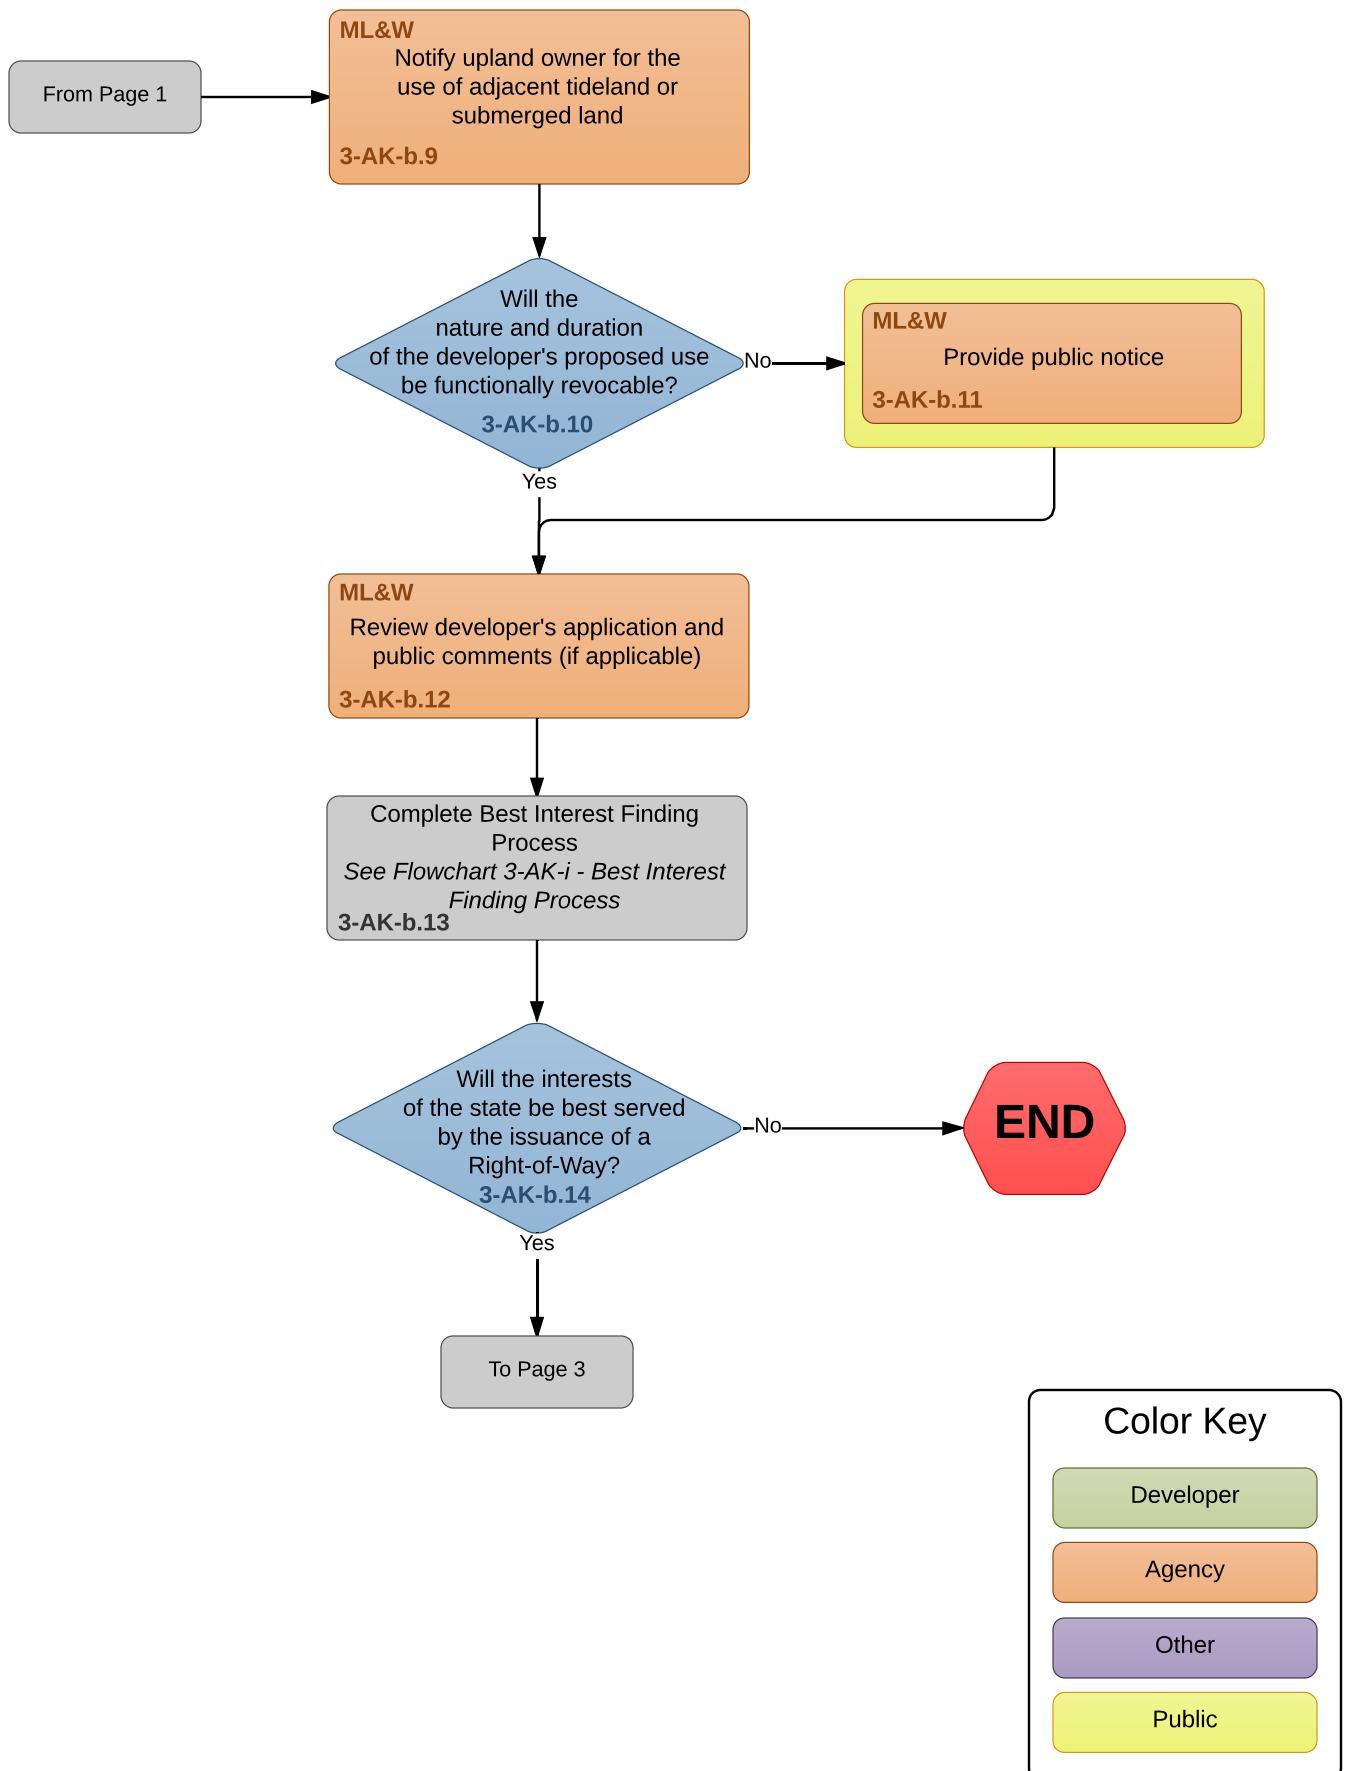 From Page 1
ML&W
Notify upland owner for the
use of adjacent tideland or
submerged land
3-AK-b.9
Will the
nature and duration
of the developer's proposed use
be functionally revocable?
3-AK-b.10
No
ML&W
Provide public notice
3-AK-b.11
Yes
ML&W
Review developer's application and
public comments (if applicable)
3-AK-b.12
Complete Best Interest Finding
Process
See Flowchart 3-AK-i - Best Interest
Finding Process
3-AK-b.13
Will the interests
of the state be best served
by the issuance of a
Right-of-Way?
3-AK-b.14
No
END
Yes
To Page 3
Color Key
Developer
Agency
Other
Public